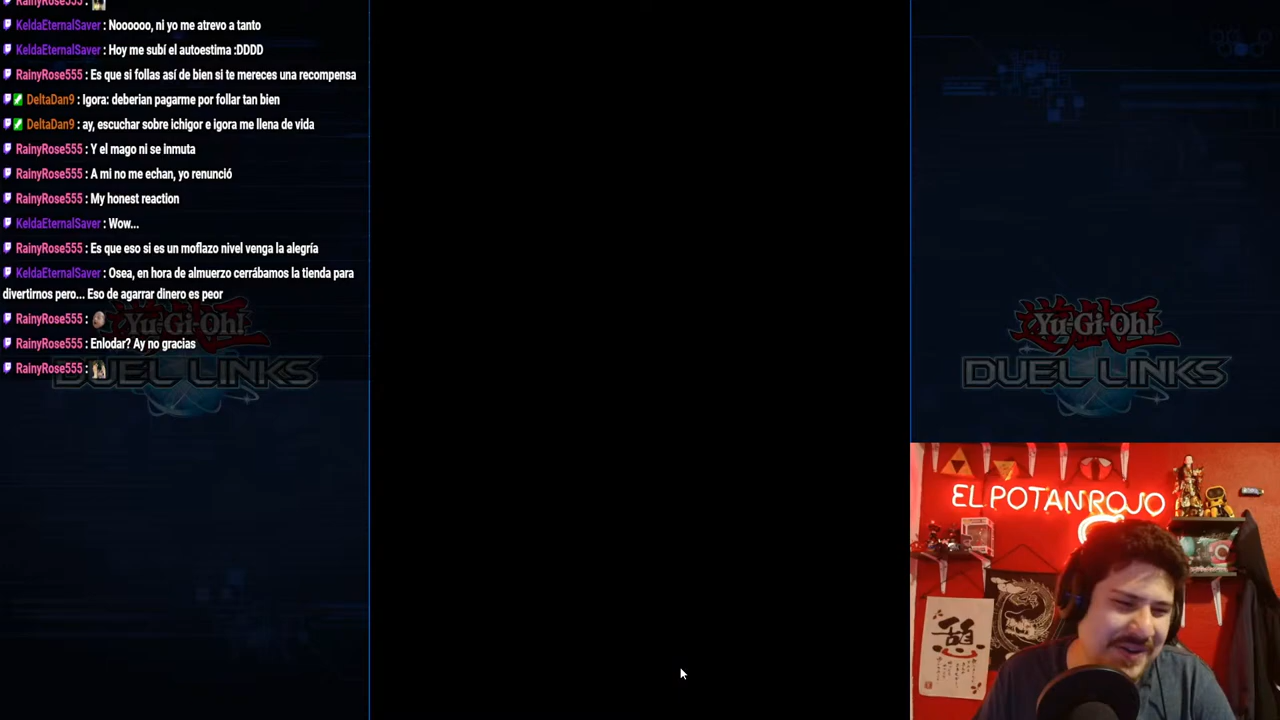 RainyRose555 :
KeldaEternalSaver : Noooooo, ni yo me atrevo a tanto
KeldaEternalSaver : Hoy me subí el autoestima :DDDD
RainyRose555 : Es que si follas así de bien si te mereces una recompensa
DeltaDan9 : Igora: deberian pagarme por follar tan bien
DeltaDan9 : ay, escuchar sobre ichigor e igora me llena de vida
RainyRose555 : Y el mago ni se inmuta
RainyRose555 : A mi no me echan, yo renunció
RainyRose555 : My honest reaction
KeldaEternalSaver : Wow...
RainyRose555 : Es que eso si es un moflazo nivel venga la alegría
KeldaEternalSaver : Osea, en hora de almuerzo cerrábamos la tienda para
divertirnos pero... Eso de agarrar dinero es peor
RainyRose555 :
RainyRose555 : Enlodar? Ay no gracias
RainyRose555 :
Yu-Gi-Oh!
DUEL LINKS
Yu-Gi-Oh!
DUEL LINKS
EL POTAN ROJO
憩